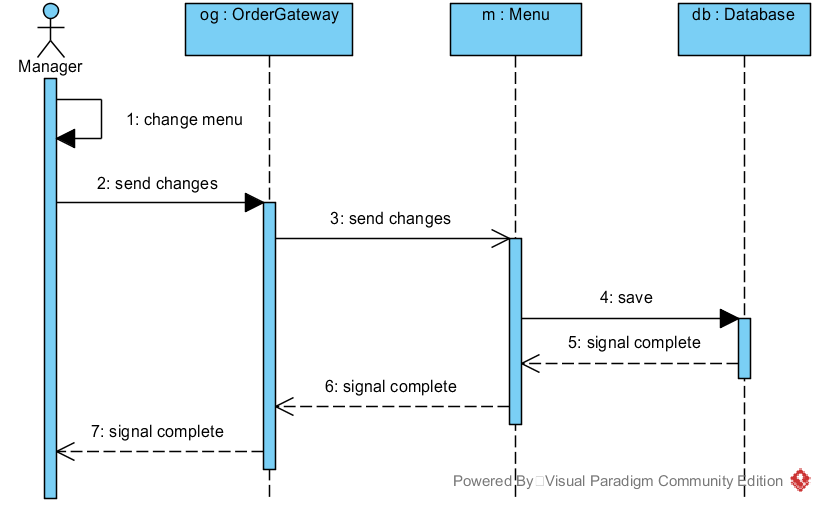 og : OrderGateway
m : Menu
db : Database
Manager
1: change menu
2: send changes
3: send changes
4: save
5: signal complete
6: signal complete
7: signal complete
Powered By Visual Paradigm Community Edition